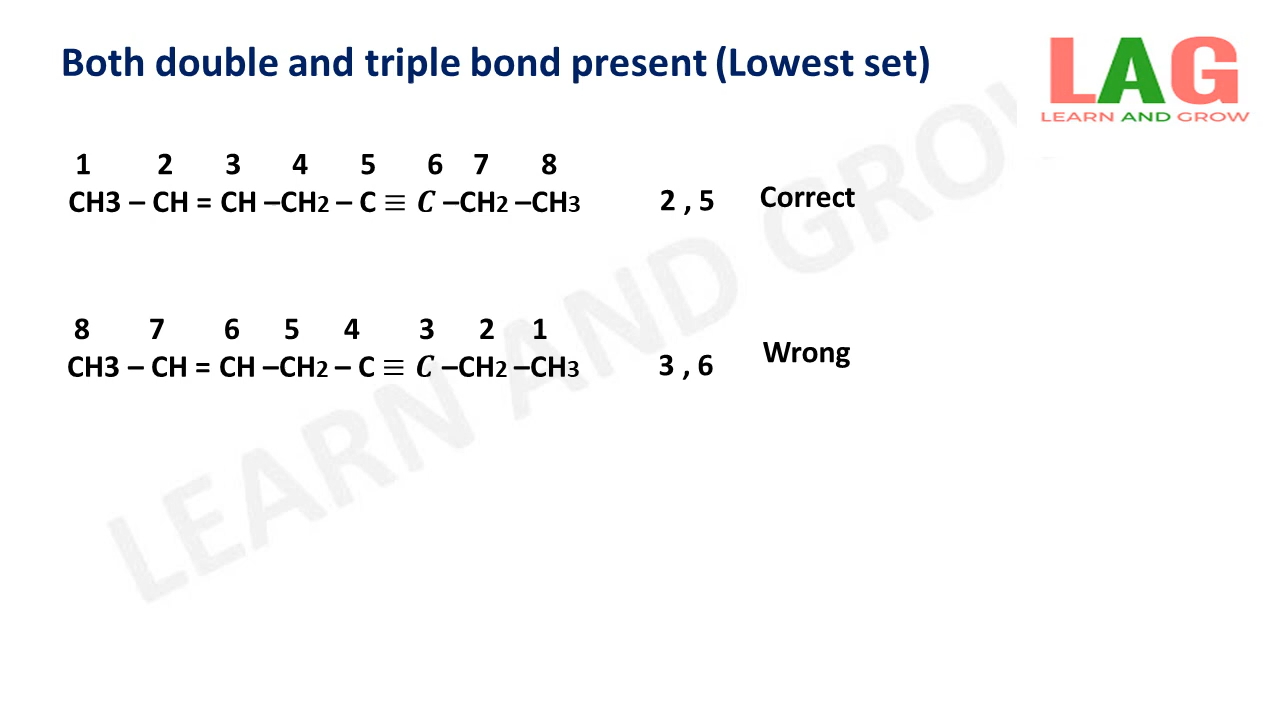 Both double and triple bond present (Lowest set)
LAG
LEARN AND GROW
1 2 3 4 5 6 7 8
CH3 – CH = CH –CH2 – C ≡ C –CH2 –CH3 2 , 5 Correct
8 7 6 5 4 3 2 1
CH3 – CH = CH –CH2 – C ≡ C –CH2 –CH3 3 , 6 Wrong
LEARN AND GROW